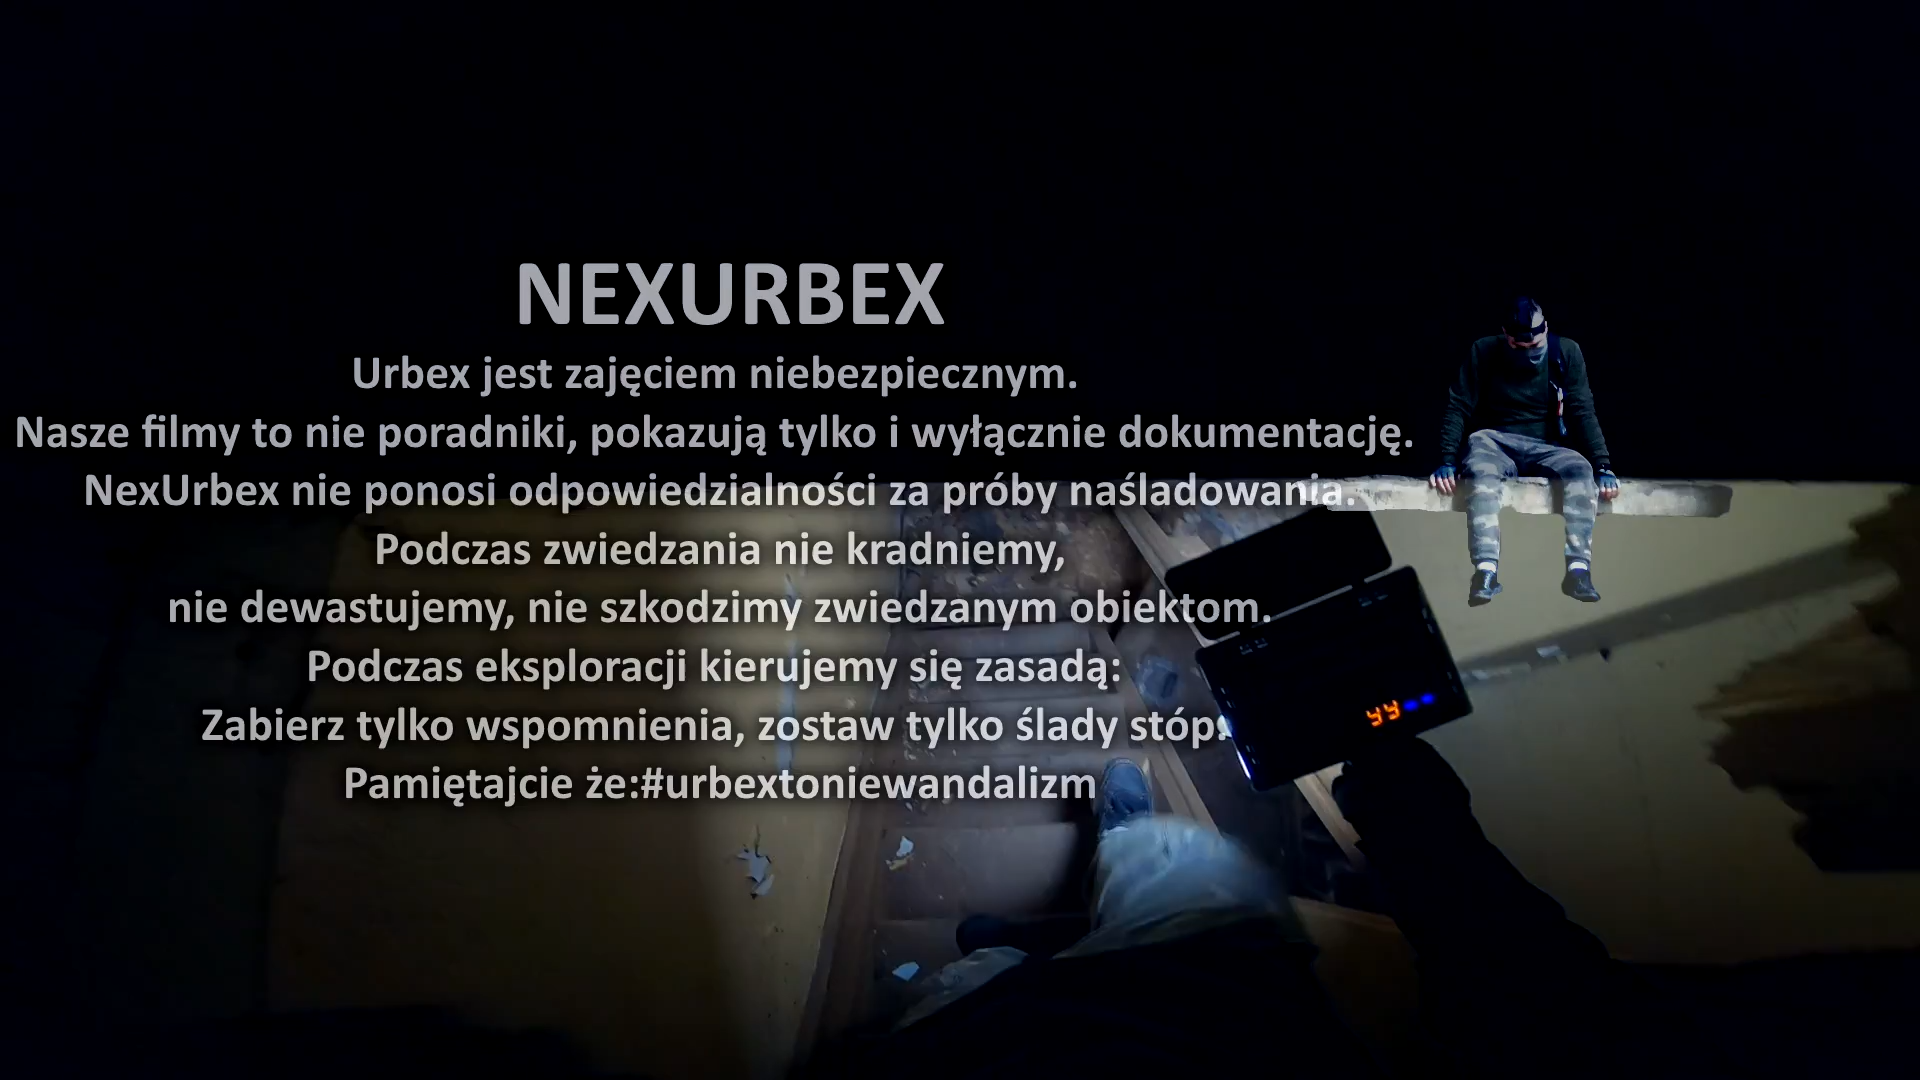 NEXURBEX
Urbex jest zajęciem niebezpiecznym.
Nasze filmy to nie poradniki, pokazują tylko i wyłącznie dokumentację.
NexUrbex nie ponosi odpowiedzialności za próby naśladowania.
Podczas zwiedzania nie kradniemy,
nie dewastujemy, nie szkodzimy zwiedzanym obiektom.
Podczas eksploracji kierujemy się zasadą:
Zabierz tylko wspomnienia, zostaw tylko ślady stóp.
Pamiętajcie że:#urbextoniewandalizm